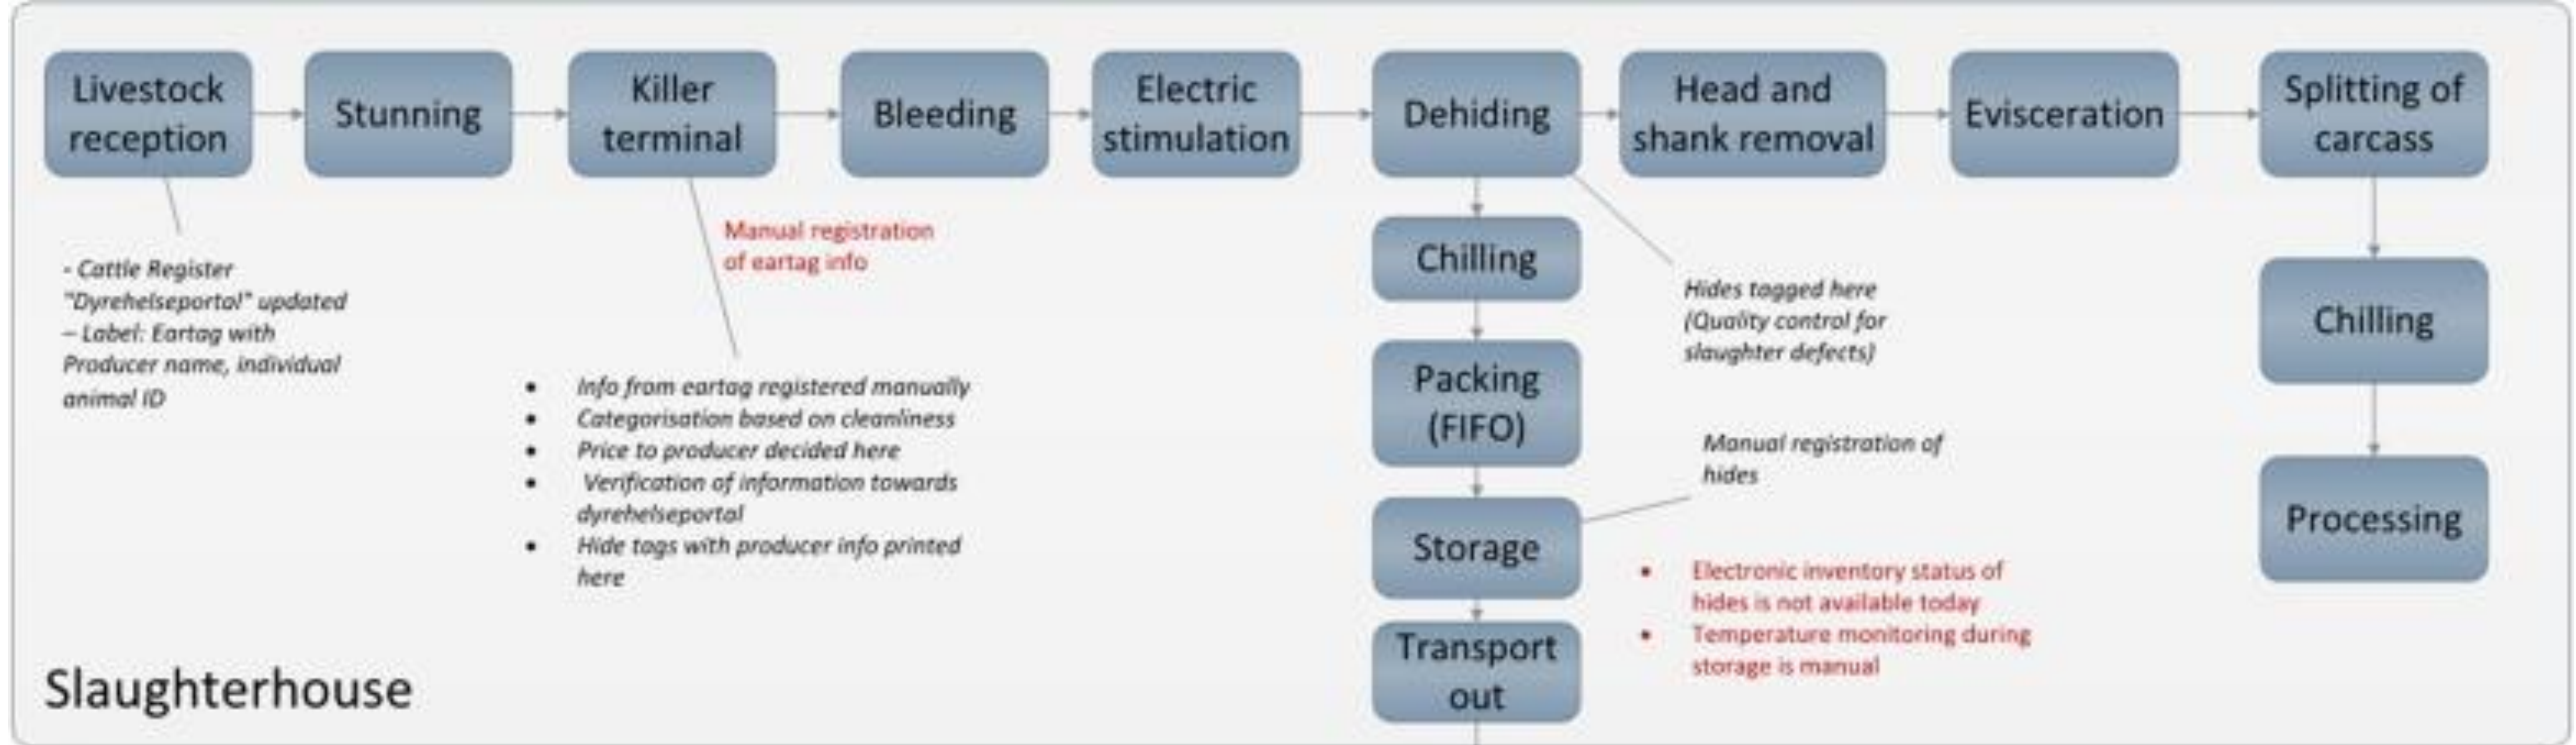 Livestock
reception
Stunning
Killer
terminal
Bleeding
Electric
stimulation
Dehiding
Head and
shank removal
Evisceration
Splitting of
carcass
- Cattle Register
"Dyrehelseportal" updated
– Label: Eartag with
Producer name, individual
animal ID
Manual registration
of eartag info
• Info from eartag registered manually
• Categorisation based on cleanliness
• Price to producer decided here
• Verification of information towards
dyrehelseportal
• Hide tags with producer info printed
here
Chilling
Packing
(FIFO)
Storage
Transport
out
Hides tagged here
(Quality control for
slaughter defects)
Manual registration of
hides
• Electronic inventory status of
hides is not available today
• Temperature monitoring during
storage is manual
Chilling
Processing
Slaughterhouse